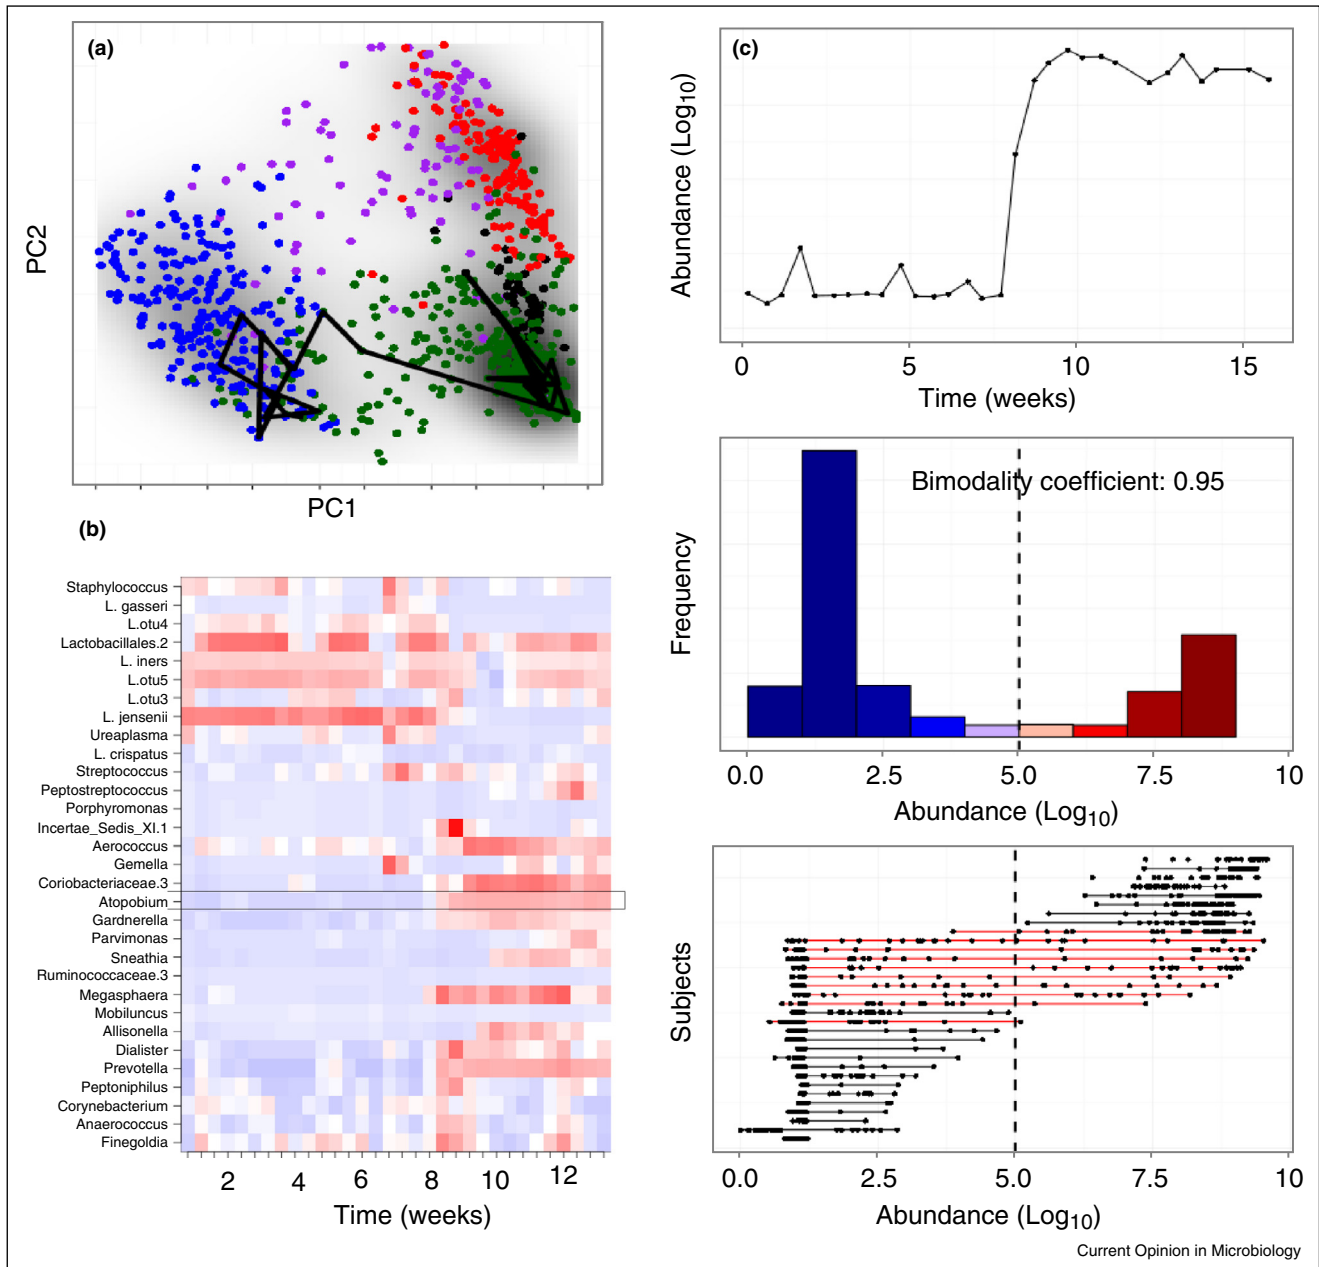 (a)
PC2
PC1
(b)
Staphylococcus
L. gasseri
L.otu4
Lactobacillales.2
L. iners
L.otu5
L.otu3
L. jensenii
Ureaplasma
L. crispatus
Streptococcus
Peptostreptococcus
Porphyromonas
Incertae_Sedis_XI.1
Aerococcus
Gemella
Coriobacteriaceae.3
Atopobium
Gardnerella
Parvimonas
Sneathia
Ruminococcaceae.3
Megasphaera
Mobiluncus
Allisonella
Dialister
Prevotella
Peptoniphilus
Corynebacterium
Anaerococcus
Finegoldia
2 4 6 8 10 12
Time (weeks)
(c)
Abundance (Log10)
0 5 10 15
Time (weeks)
Bimodality coefficient: 0.95
Frequency
0.0 2.5 5.0 7.5 10
Abundance (Log10)
Subjects
0.0 2.5 5.0 7.5 10
Abundance (Log10)
Current Opinion in Microbiology